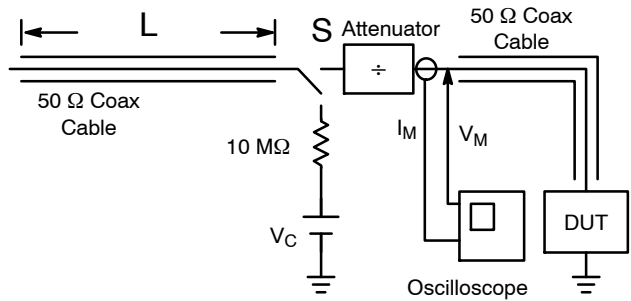 L
S
Attenuator
÷
50 Ω Coax
Cable
50 Ω Coax
Cable
10 MΩ
I_M
V_M
V_C
DUT
Oscilloscope